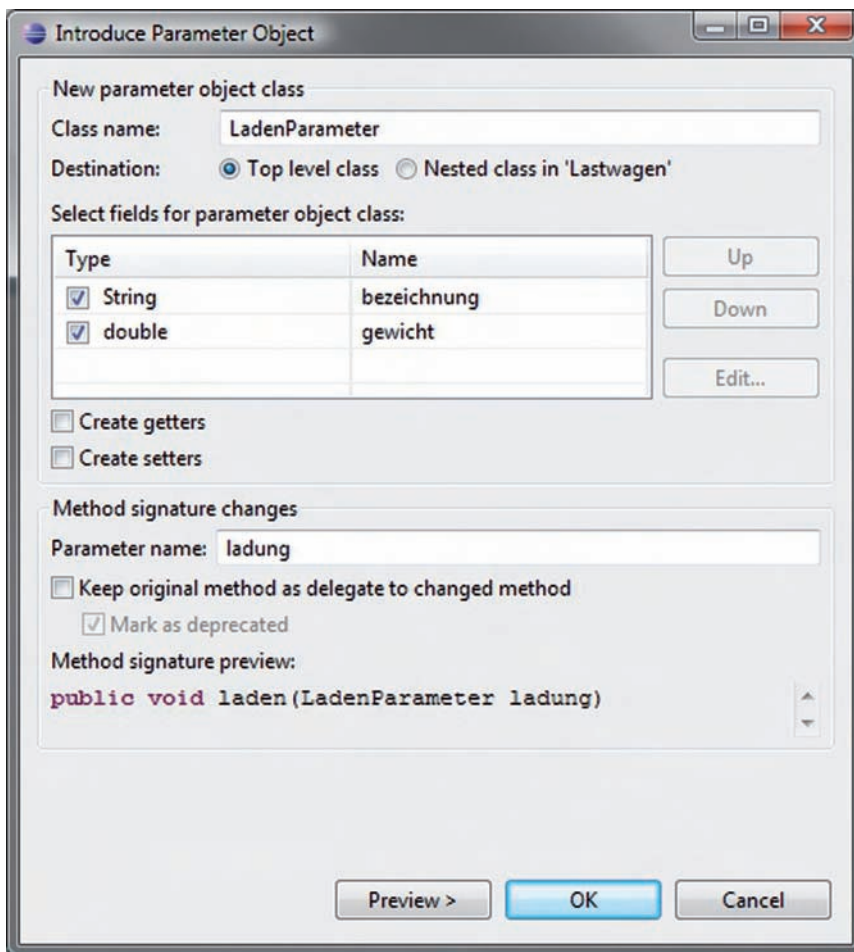 Introduce Parameter Object
New parameter object class
Class name: LadenParameter
Destination: Top level class Nested class in 'Lastwagen'
Select fields for parameter object class:
Type Name Up
String bezeichnung
Down
double gewicht
Edit...
Create getters
Create setters
Method signature changes
Parameter name: ladung
Keep original method as delegate to changed method
Mark as deprecated
Method signature preview:
public void laden(LadenParameter ladung)
Preview > OK Cancel